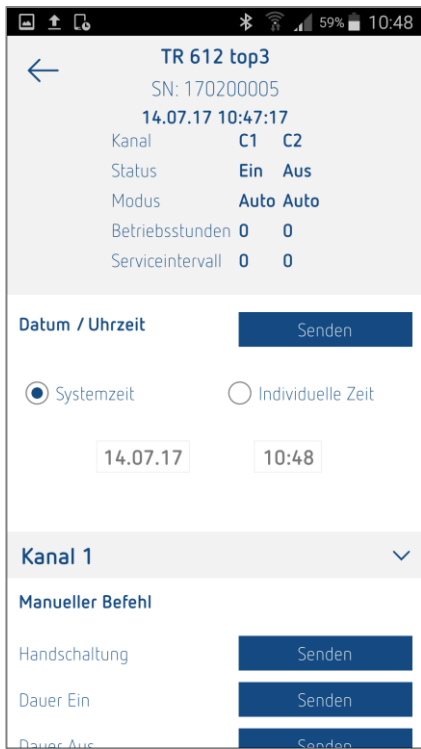 59% 10:48
TR 612 top3
SN: 170200005
14.07.17 10:47:17
Kanal C1 C2
Status Ein Aus
Modus Auto Auto
Betriebsstunden 0 0
Serviceintervall 0 0
Datum / Uhrzeit Senden
Systemzeit Individuelle Zeit
14.07.17 10:48
Kanal 1
Manueller Befehl
Handschaltung Senden
Dauer Ein Senden
Dauer Aus Senden